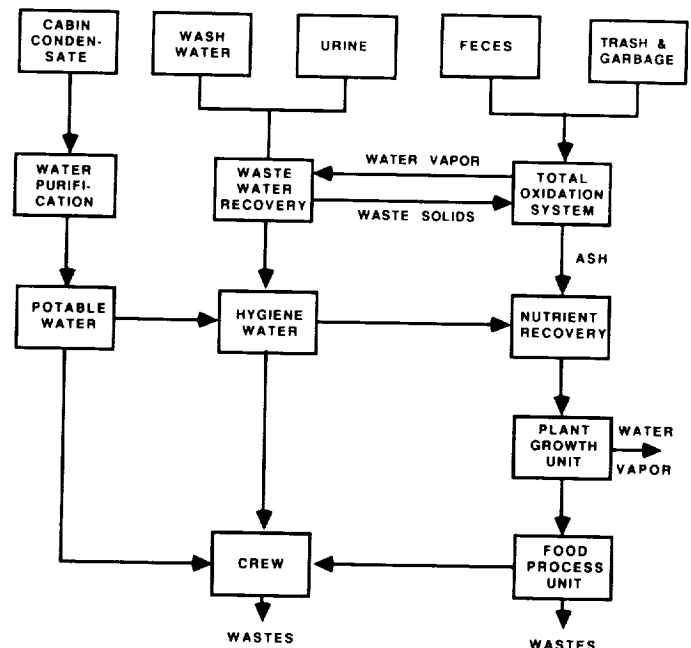 CABIN
CONDEN-
SATE
WASH
WATER
URINE
FECES
TRASH &
GARBAGE
WATER
PURIFI-
CATION
WASTE
WATER
RECOVERY
WATER VAPOR
WASTE SOLIDS
TOTAL
OXIDATION
SYSTEM
ASH
POTABLE
WATER
HYGIENE
WATER
NUTRIENT
RECOVERY
PLANT
GROWTH
UNIT
WATER
VAPOR
CREW
FOOD
PROCESS
UNIT
WASTES
WASTES